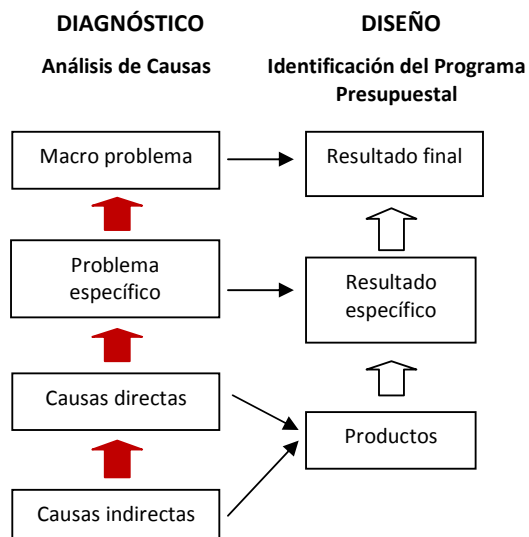 DIAGNÓSTICO
Análisis de Causas
DISEÑO
Identificación del Programa
Presupuestal
Macro problema
Resultado final
Problema
específico
Resultado
específico
Causas directas
Productos
Causas indirectas